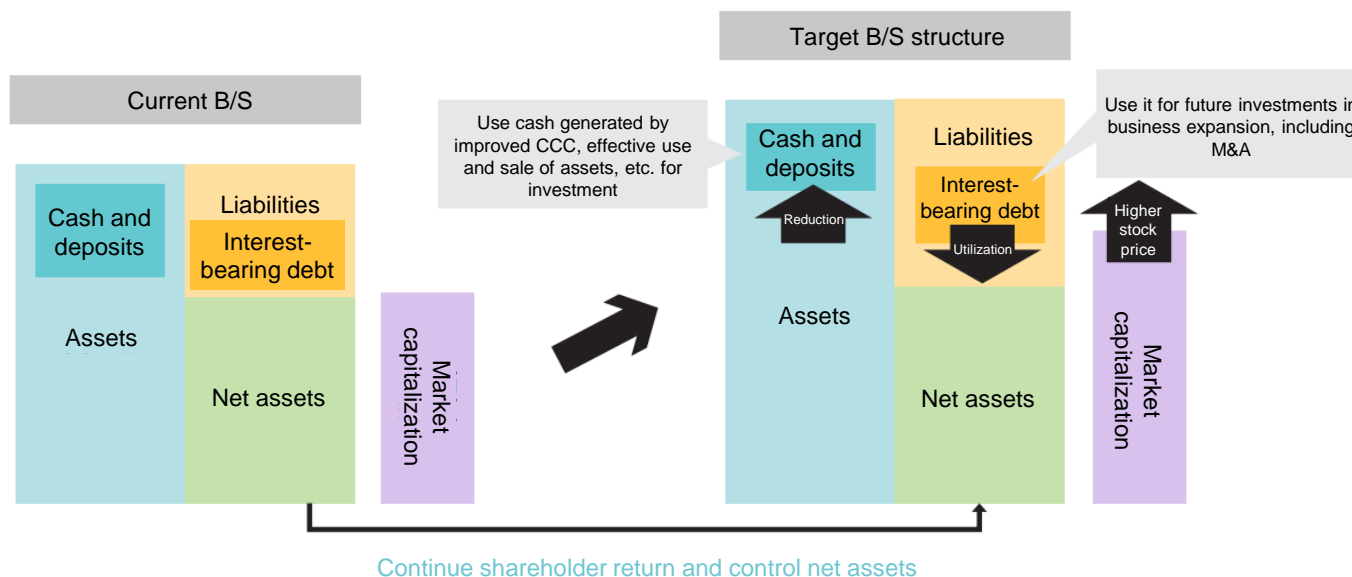 Current B/S
Cash and
deposits
Assets
Liabilities
Interest-
bearing debt
Net assets
Market
capitalization
Target B/S structure
Use cash generated by
improved CCC, effective use
and sale of assets, etc. for
investment
Cash and
deposits
Reduction
Assets
Liabilities
Interest-
bearing debt
Utilization
Net assets
Use it for future investments in
business expansion, including
M&A
Higher
stock
price
Market
capitalization
Continue shareholder return and control net assets